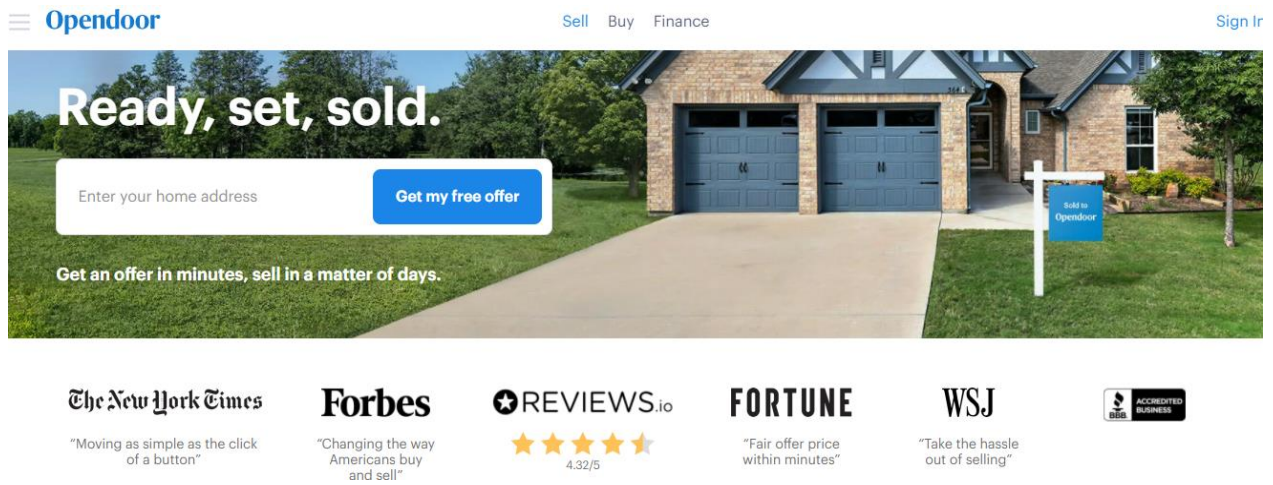 Opendoor
Sell Buy Finance
Sign In
Ready, set, sold.
Enter your home address
Get my free offer
Get an offer in minutes, sell in a matter of days.
Sold to
Opendoor
The New York Times
"Moving as simple as the click
of a button"
Forbes
"Changing the way
Americans buy
and sell"
REVIEWS.io
4.32/5
FORTUNE
"Fair offer price
within minutes"
WSJ
"Take the hassle
out of selling"
BBB.
ACCREDITED
BUSINESS